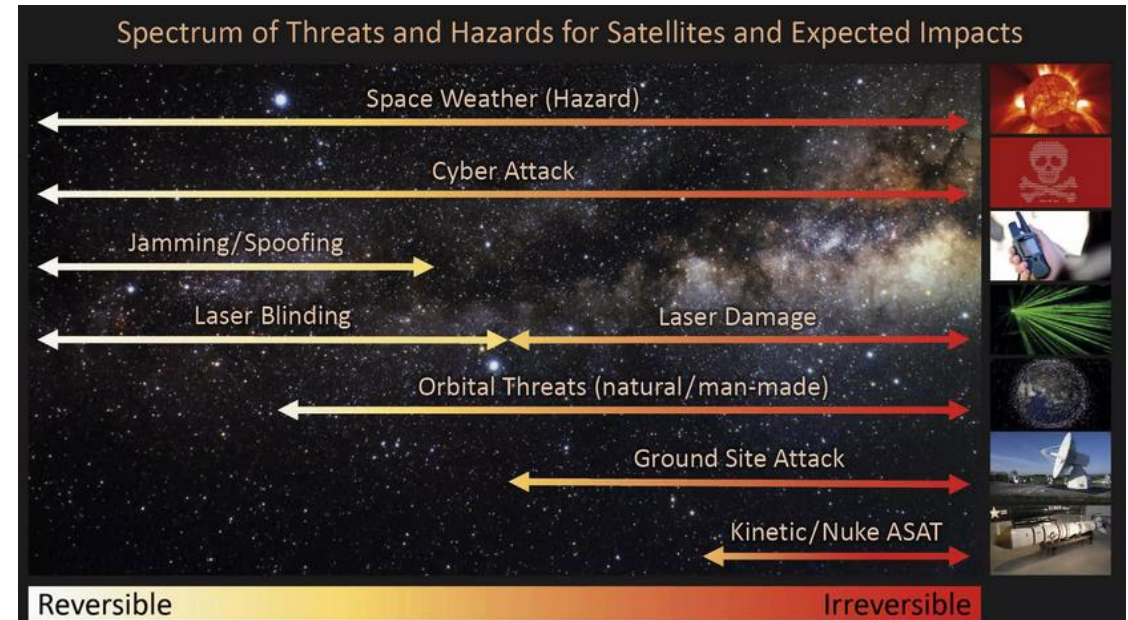 Spectrum of Threats and Hazards for Satellites and Expected Impacts
Space Weather (Hazard)
Cyber Attack
Jamming/Spoofing
Laser Blinding
Laser Damage
Orbital Threats (natural/man-made)
Ground Site Attack
Kinetic/Nuke ASAT
Reversible
Irreversible